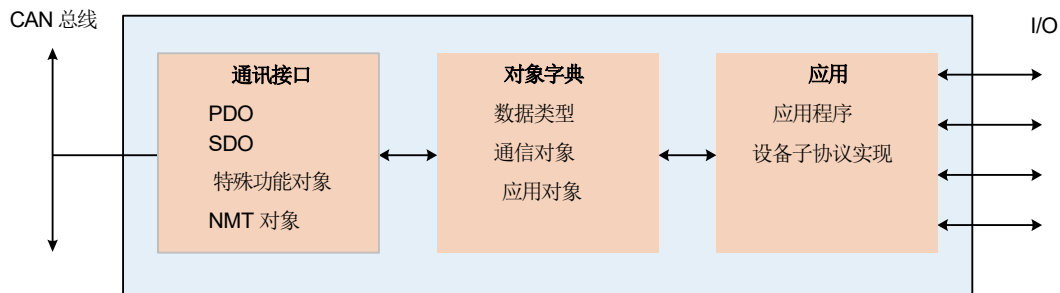 CAN 总线
I/O
通讯接口
PDO
SDO
特殊功能对象
NMT 对象
对象字典
数据类型
通信对象
应用对象
应用
应用程序
设备子协议实现